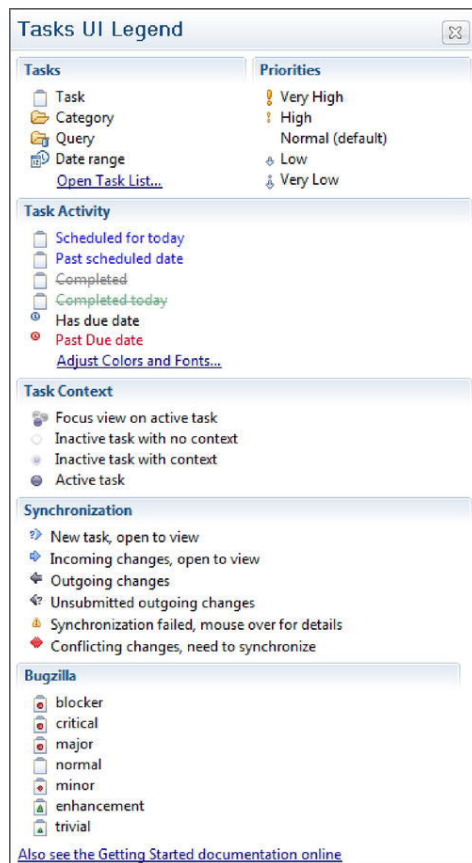 Tasks UI Legend
Tasks
Task
Category
Query
Date range
Open Task List...
Priorities
Very High
High
Normal (default)
Low
Very Low
Task Activity
Scheduled for today
Past scheduled date
Completed
Completed today
Has due date
Past Due date
Adjust Colors and Fonts...
Task Context
Focus view on active task
Inactive task with no context
Inactive task with context
Active task
Synchronization
New task, open to view
Incoming changes, open to view
Outgoing changes
Unsubmitted outgoing changes
Synchronization failed, mouse over for details
Conflicting changes, need to synchronize
Bugzilla
blocker
critical
major
normal
minor
enhancement
trivial
Also see the Getting Started documentation online